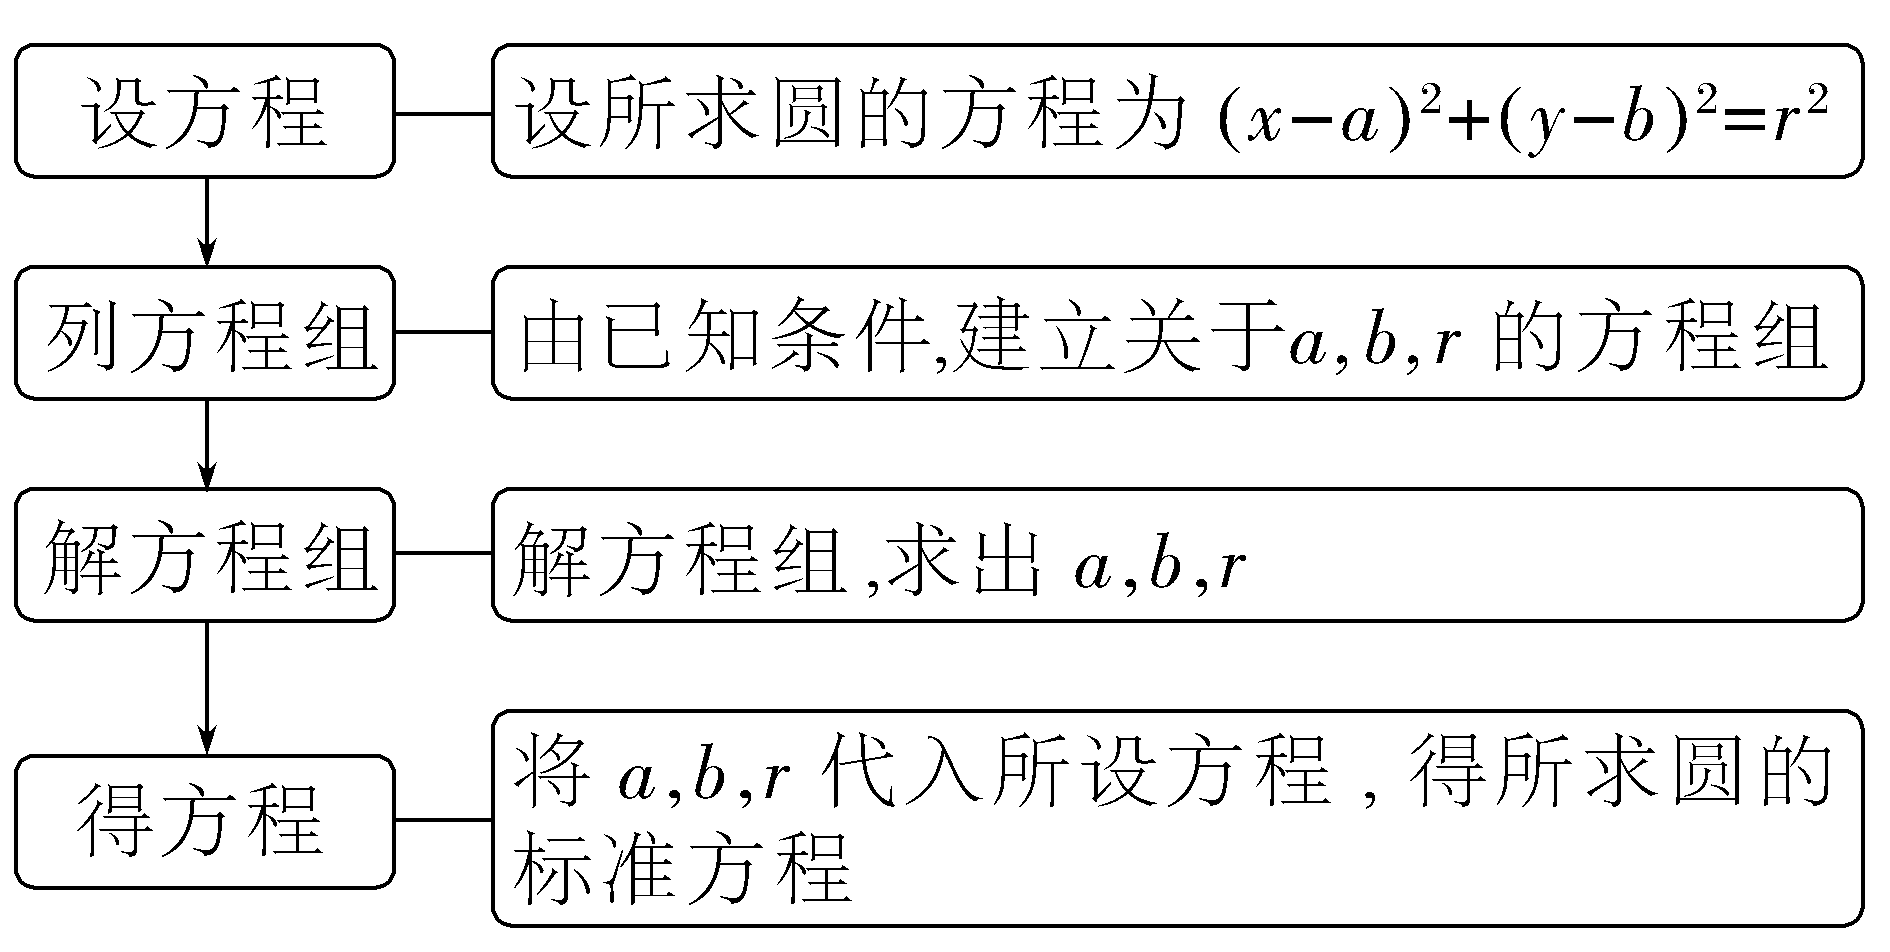 设方程
设所求圆的方程为 (x-a)²+(y-b)²=r²
列方程组
由已知条件,建立关于a,b,r 的方程组
解方程组
解方程组,求出 a,b,r
得方程
将 a,b,r 代入所设方程, 得所求圆的
标准方程